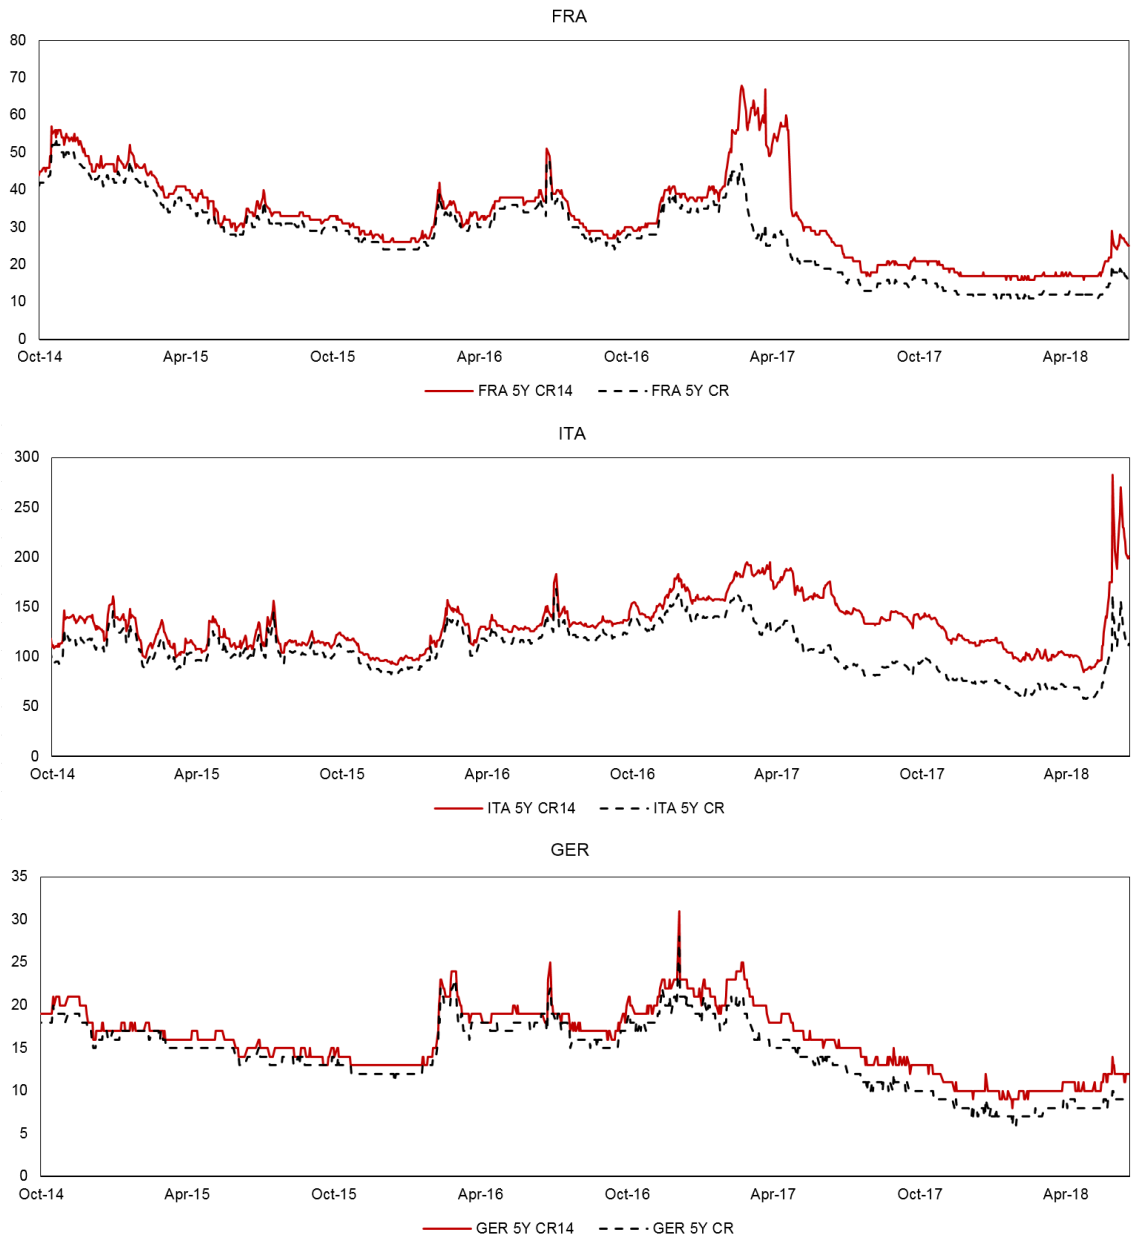 FRA
80
70
60
50
40
30
20
10
0
Oct-14 Apr-15 Oct-15 Apr-16 Oct-16 Apr-17 Oct-17 Apr-18
FRA 5Y CR14 FRA 5Y CR
ITA
300
250
200
150
100
50
0
Oct-14 Apr-15 Oct-15 Apr-16 Oct-16 Apr-17 Oct-17 Apr-18
ITA 5Y CR14 ITA 5Y CR
GER
35
30
25
20
15
10
5
0
Oct-14 Apr-15 Oct-15 Apr-16 Oct-16 Apr-17 Oct-17 Apr-18
GER 5Y CR14 GER 5Y CR